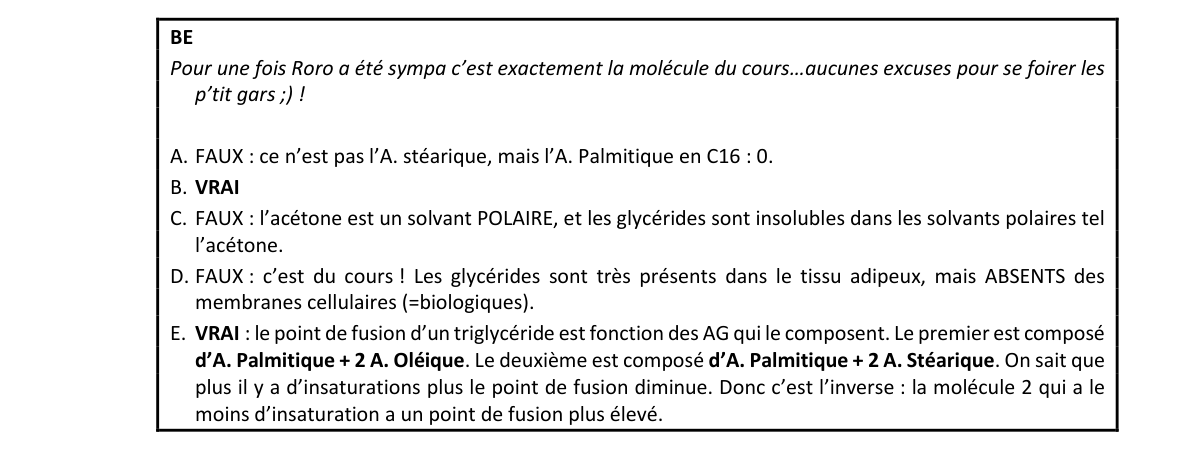 BE
Pour une fois Roro a été sympa c’est exactement la molécule du cours…aucunes excuses pour se foirer les
p’tit gars ;) !
A. FAUX : ce n’est pas l’A. stéarique, mais l’A. Palmitique en C16 : 0.
B. VRAI
C. FAUX : l’acétone est un solvant POLAIRE, et les glycérides sont insolubles dans les solvants polaires tel
l’acétone.
D. FAUX : c’est du cours ! Les glycérides sont très présents dans le tissu adipeux, mais ABSENTS des
membranes cellulaires (=biologiques).
E. VRAI : le point de fusion d’un triglycéride est fonction des AG qui le composent. Le premier est composé
d’A. Palmitique + 2 A. Oléique. Le deuxième est composé d’A. Palmitique + 2 A. Stéarique. On sait que
plus il y a d’insaturations plus le point de fusion diminue. Donc c’est l’inverse : la molécule 2 qui a le
moins d’insaturation a un point de fusion plus élevé.